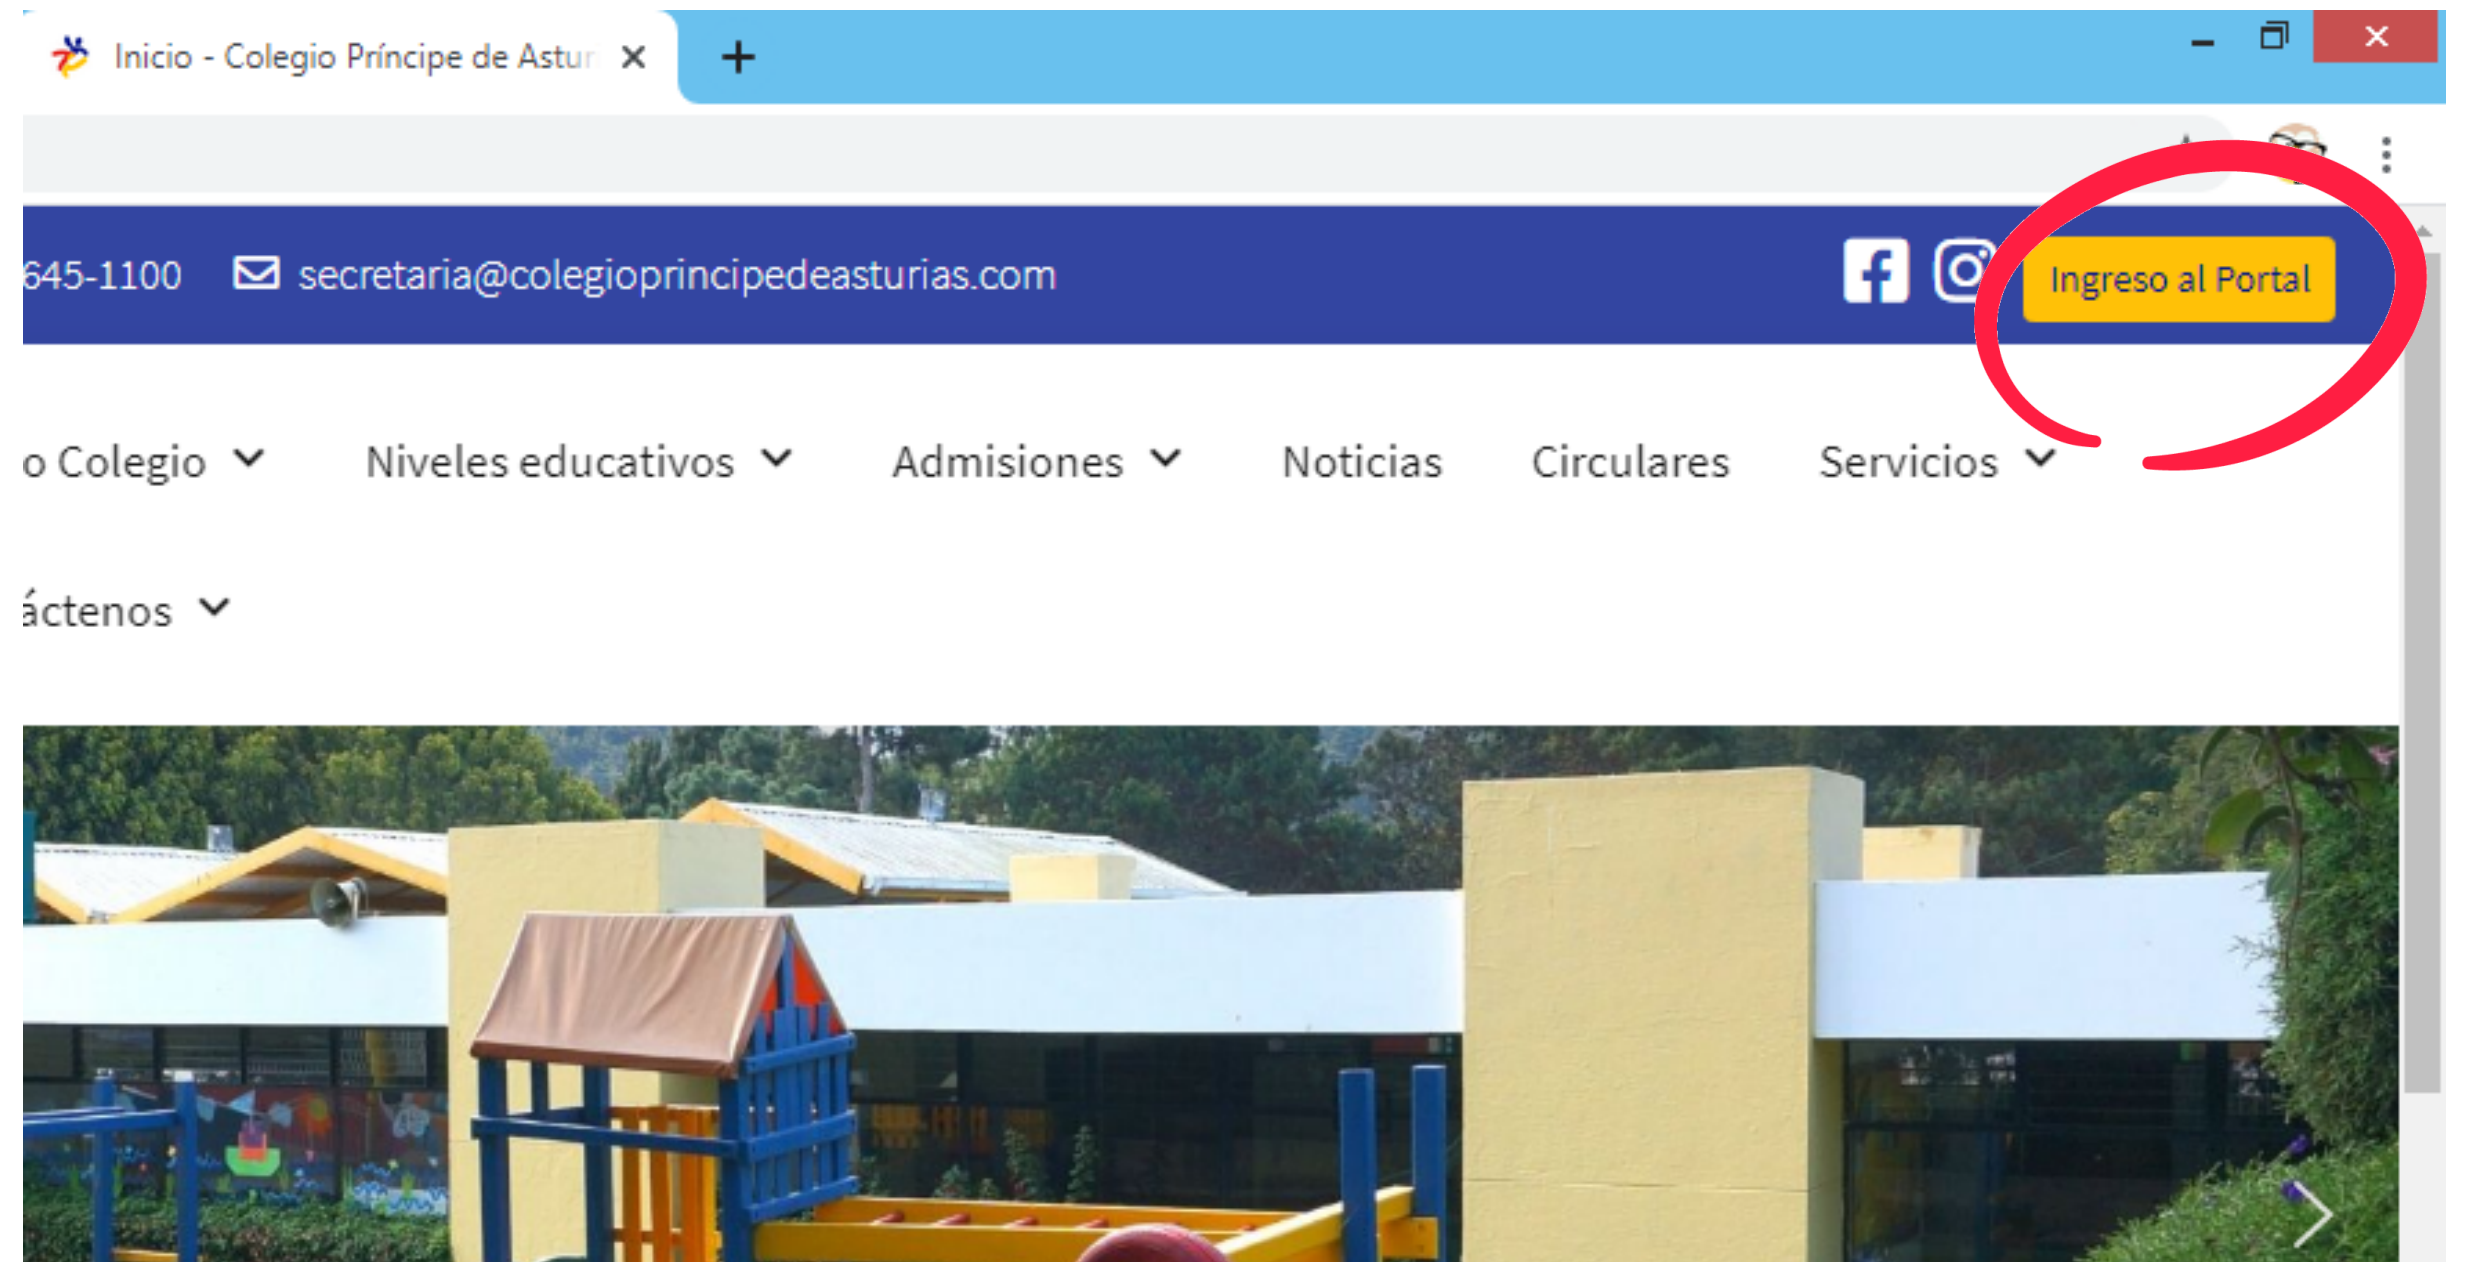 Inicio - Colegio Príncipe de Astur
645-1100 secretaria@colegioprincipedeasturias.com Ingreso al Portal
o Colegio Niveles educativos Admisiones Noticias Circulares Servicios
áctenos